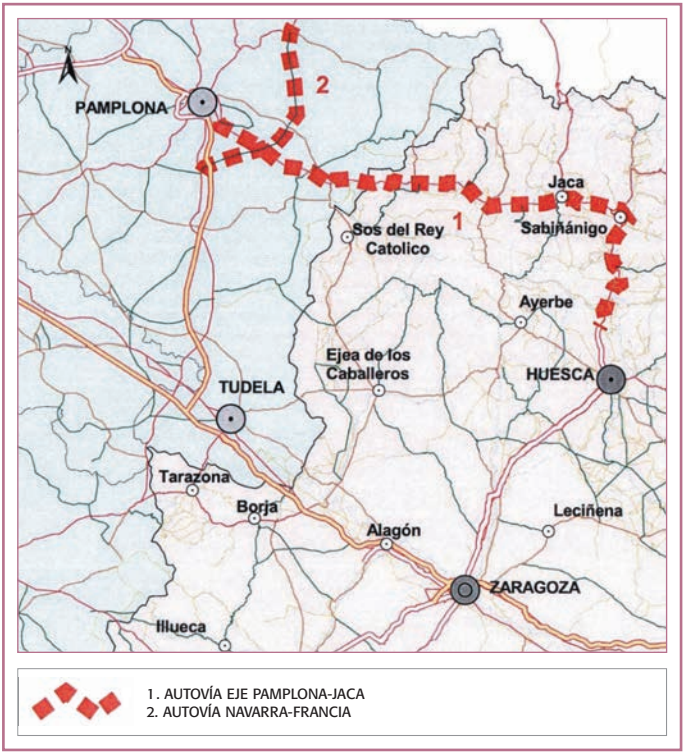 N
2
PAMPLONA
Jaca
1
Sabiñánigo
Sos del Rey
Catolico
Ayerbe
Ejea de los
Caballeros
HUESCA
TUDELA
Tarazona
Borja
Leciñena
Alagón
ZARAGOZA
Illueca
1. AUTOVÍA EJE PAMPLONA-JACA
2. AUTOVÍA NAVARRA-FRANCIA